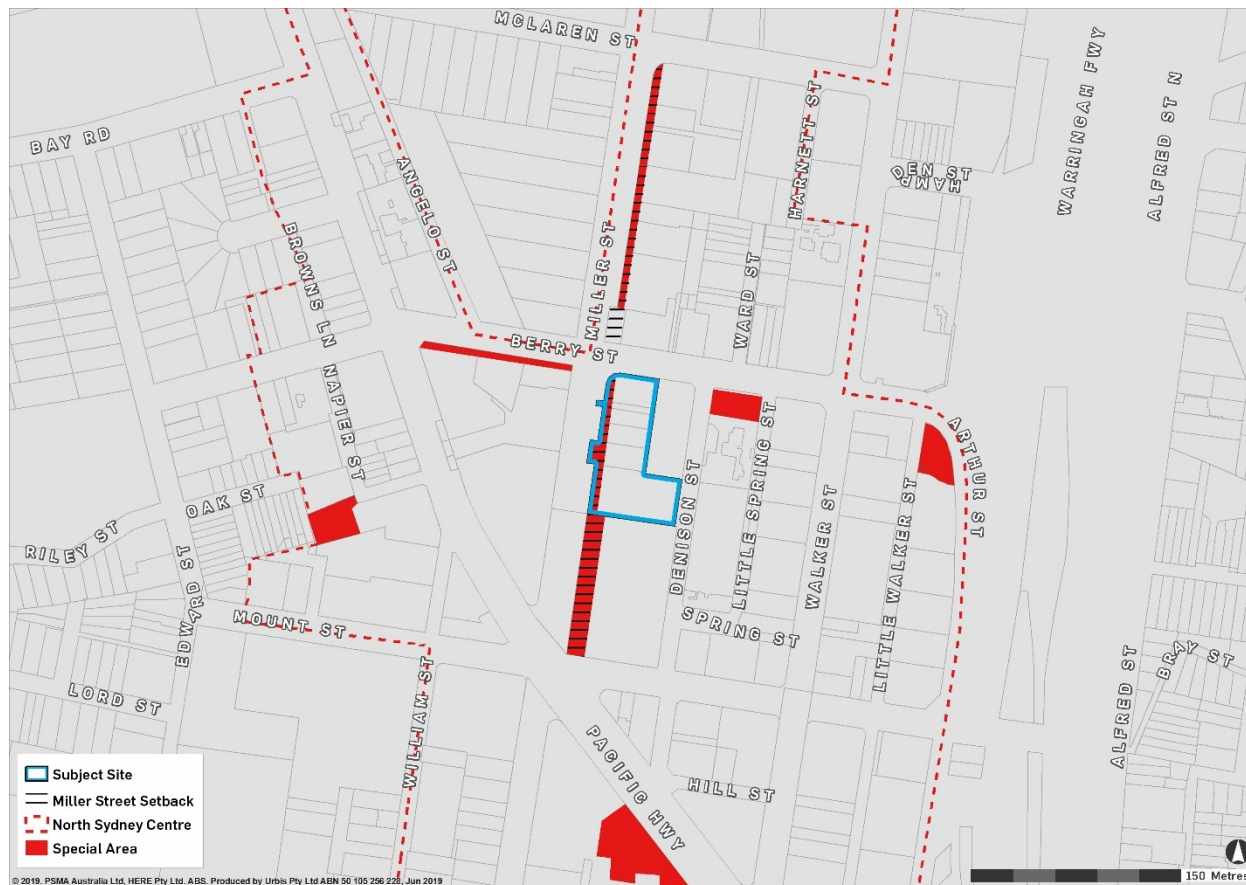 MCLAREN ST
WARRINGAH FWY
ALFRED ST N
BAY RD
HARNETT ST
ANGELO ST
HAMPDEN ST
BROWNS LN
MILLER ST
WARD ST
BERRY ST
NAPIER ST
LITTLE SPRING ST
ARTHUR ST
OAK ST
DENISON ST
WALKER ST
LITTLE WALKER ST
RILEY ST
EDWARD ST
MOUNT ST
SPRING ST
BRAY ST
LORD ST
WILLIAM ST
ALFRED ST
PACIFIC HWY
HILL ST
Subject Site
Miller Street Setback
North Sydney Centre
Special Area
150 Metres
© 2019. PSMA Australia Ltd, HERE Pty Ltd. ABS. Produced by Urbis Pty Ltd ABN 50 105 256 228, Jun 2019